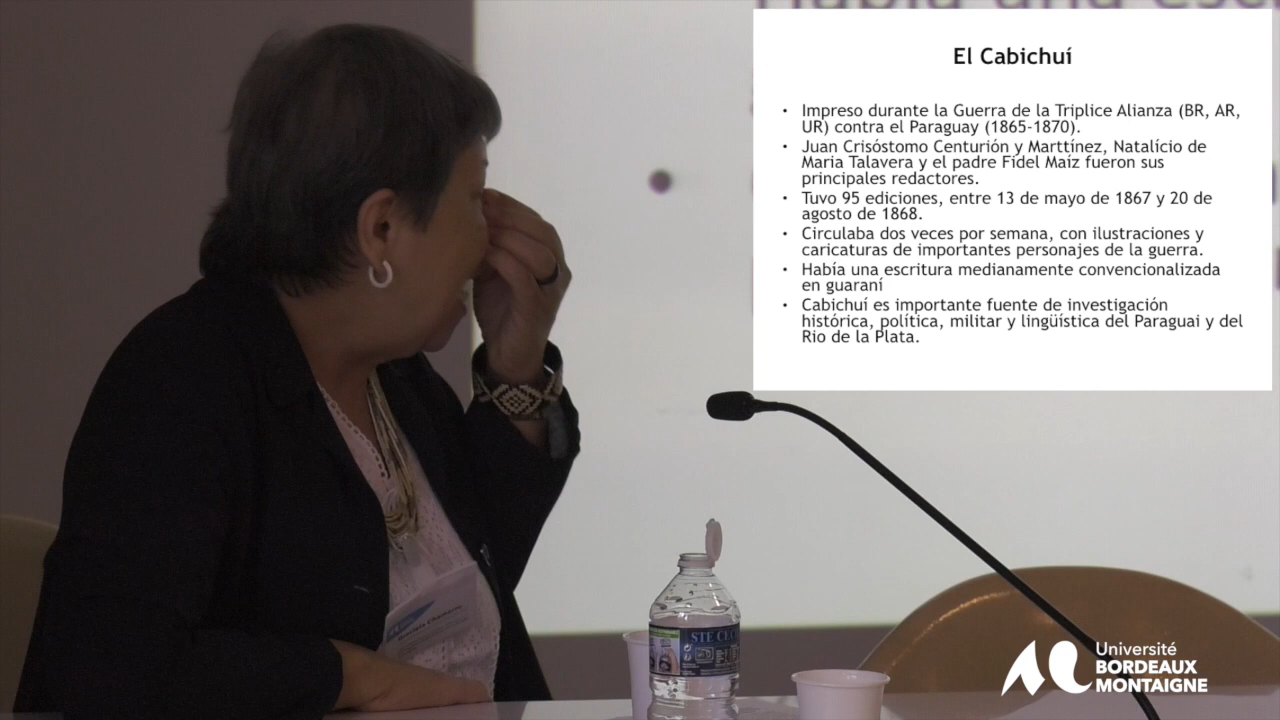 El Cabichuí
• Impreso durante la Guerra de la Triplice Alianza (BR, AR,
UR) contra el Paraguay (1865-1870).
• Juan Crisóstomo Centurión y Marttínez, Natalício de
Maria Talavera y el padre Fidel Maíz fueron sus
principales redactores.
• Tuvo 95 ediciones, entre 13 de mayo de 1867 y 20 de
agosto de 1868.
• Circulaba dos veces por semana, con ilustraciones y
caricaturas de importantes personajes de la guerra.
• Había una escritura medianamente convencionalizada
en guaraní
• Cabichuí es importante fuente de investigación
histórica, política, militar y lingüística del Paraguai y del
Rio de la Plata.
STE
Université
BORDEAUX
MONTAIGNE